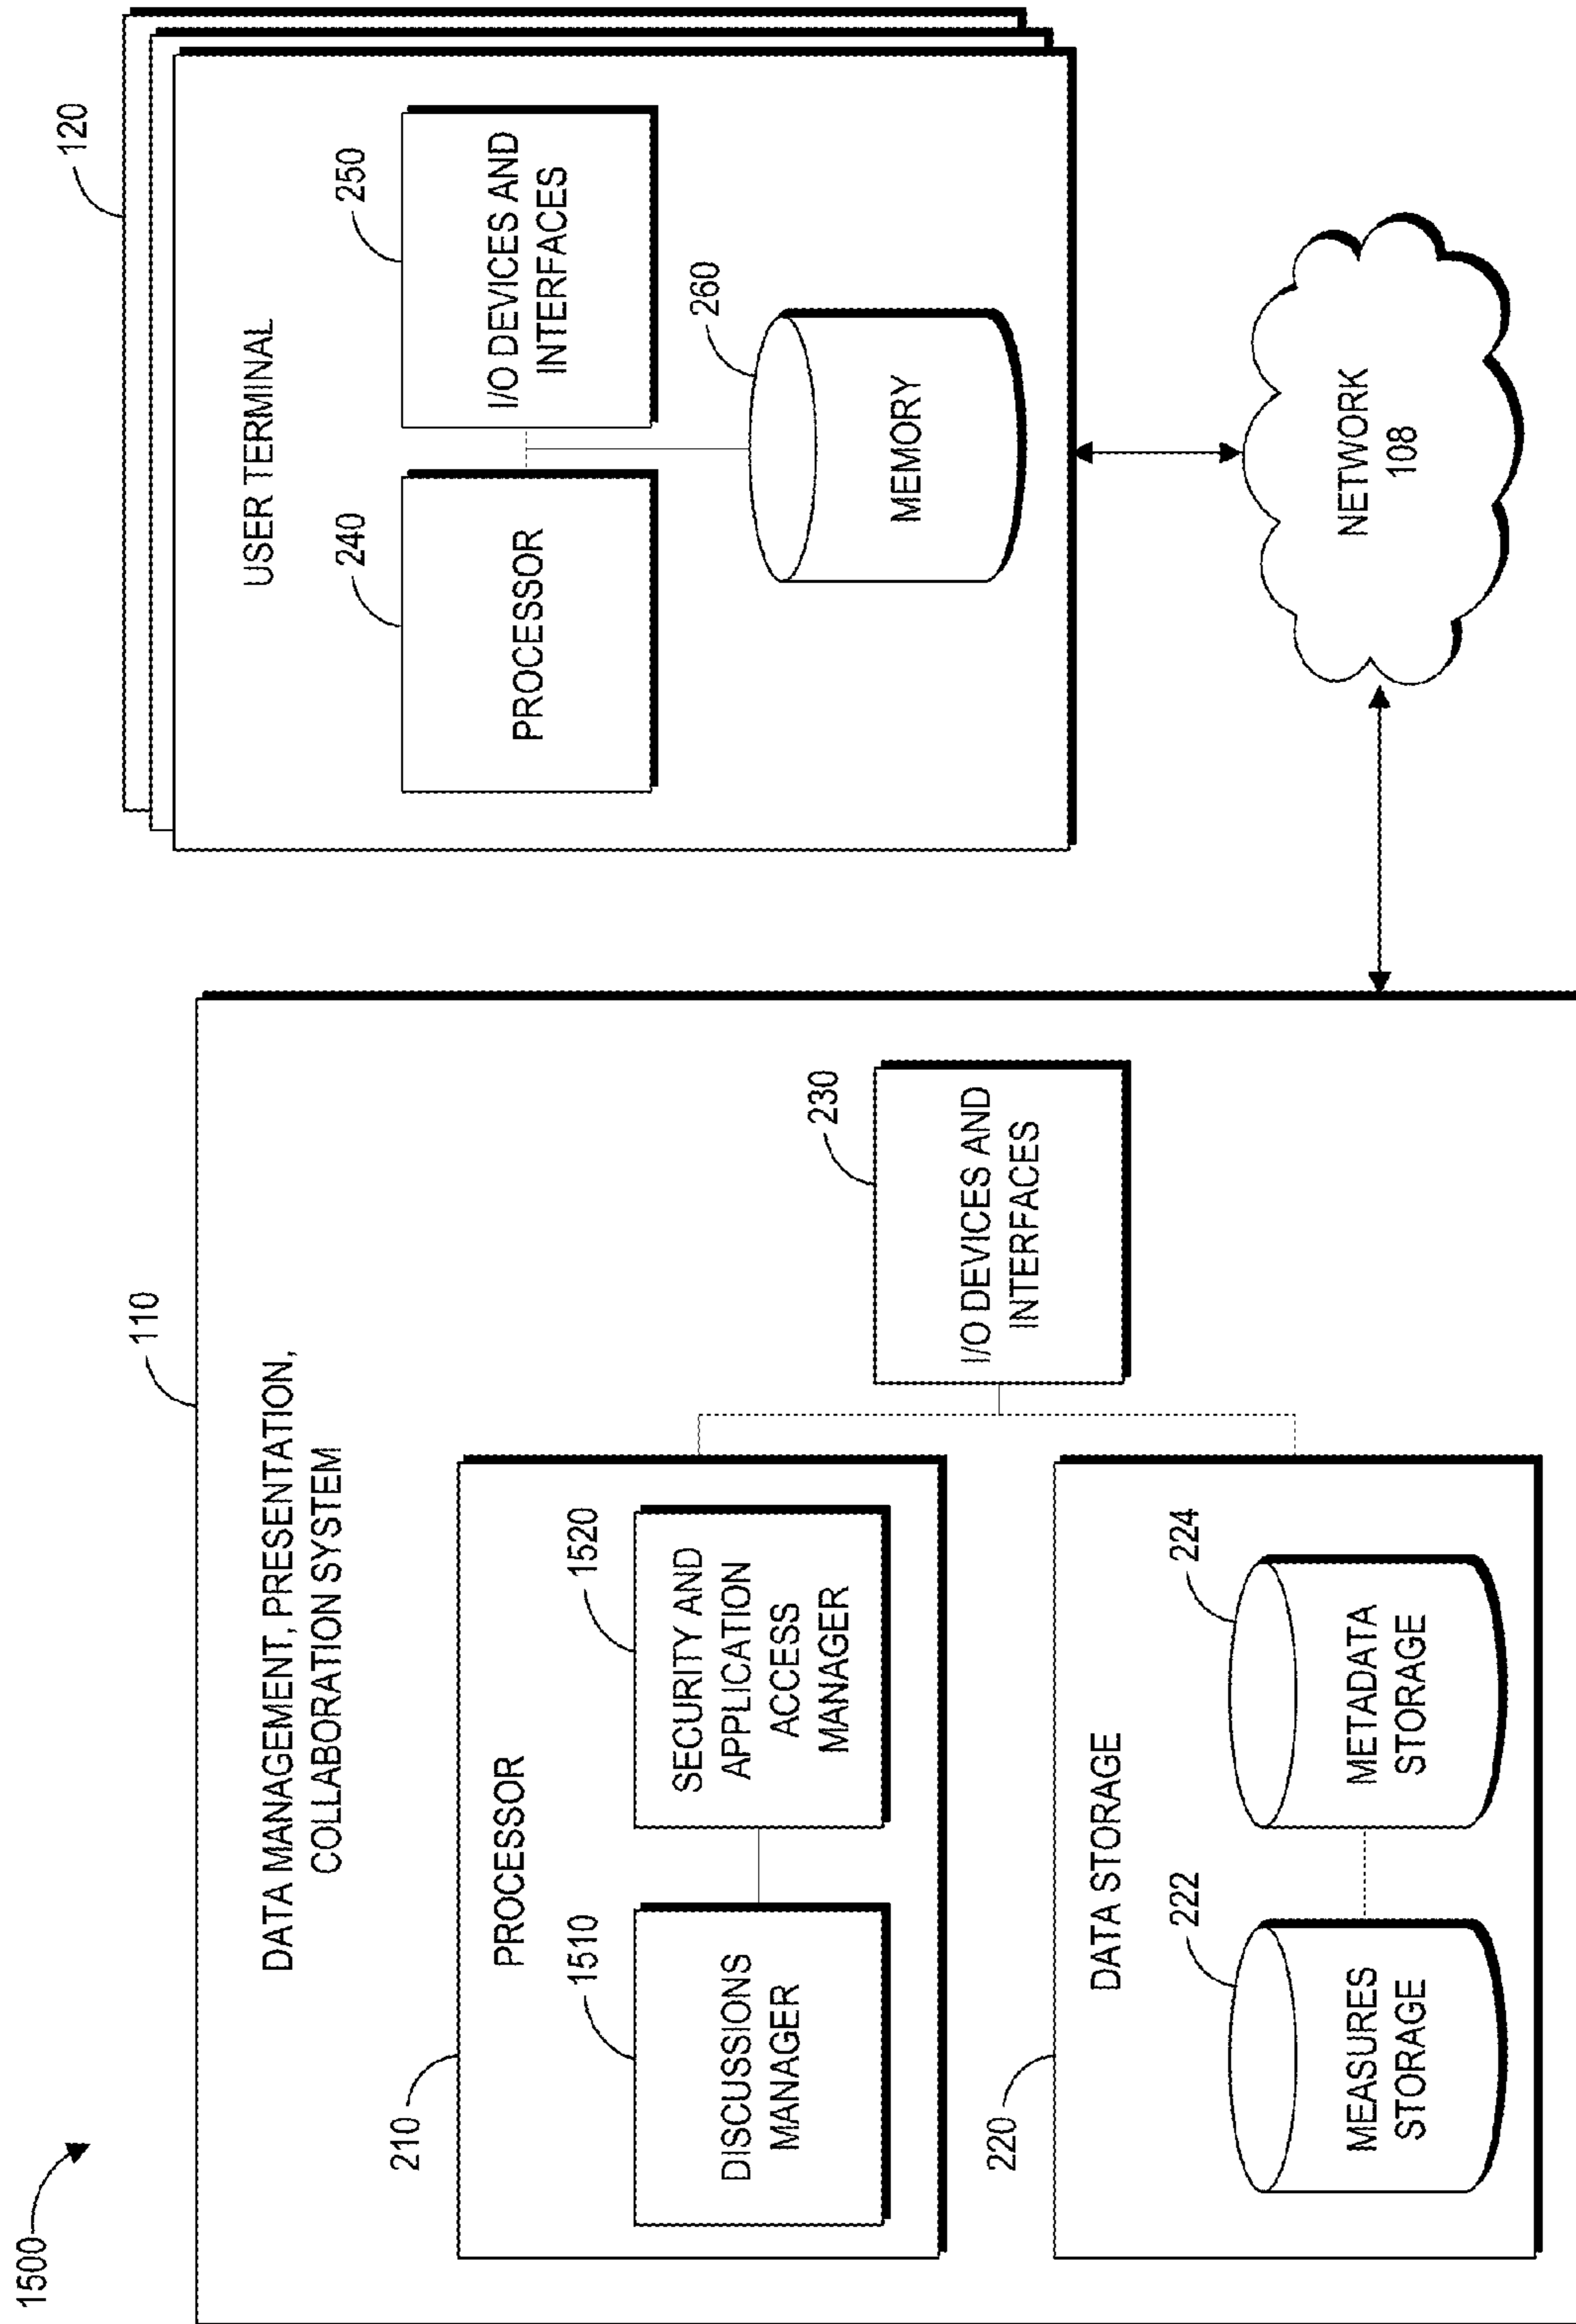 1500
110
DATA MANAGEMENT, PRESENTATION,
COLLABORATION SYSTEM
210
PROCESSOR
1510
DISCUSSIONS
MANAGER
1520
SECURITY AND
APPLICATION
ACCESS
MANAGER
220
DATA STORAGE
222
MEASURES
STORAGE
224
METADATA
STORAGE
230
I/O DEVICES AND
INTERFACES
120
USER TERMINAL
240
PROCESSOR
250
I/O DEVICES AND
INTERFACES
260
MEMORY
NETWORK
108